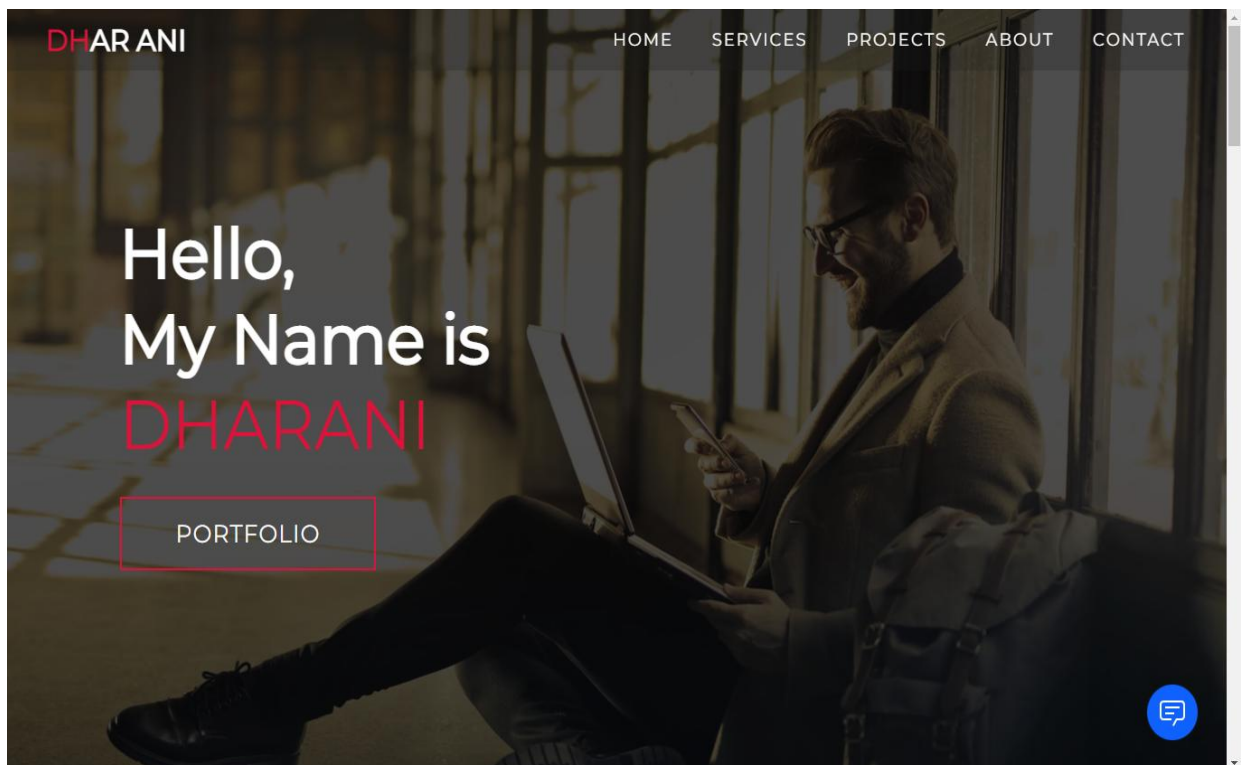 DHAR ANI
HOME SERVICES PROJECTS ABOUT CONTACT
Hello,
My Name is
DHARANI
PORTFOLIO